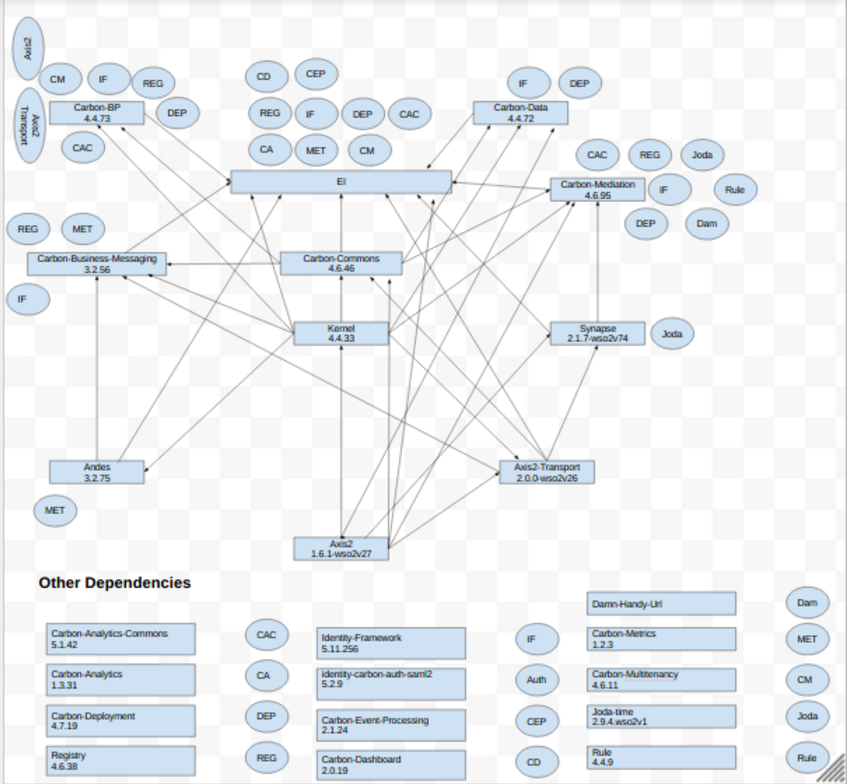 Axis2
CM
IF
REG
Carbon-BP
4.4.73
DEP
Axis2
Transport
CAC
CD
CEP
REG
IF
DEP
CAC
CA
MET
CM
EI
IF
DEP
Carbon-Data
4.4.72
CAC
REG
Joda
Carbon-Mediation
4.6.95
IF
Rule
DEP
Dam
REG
MET
Carbon-Business-Messaging
3.2.56
IF
Carbon-Commons
4.6.46
Kernel
4.4.33
Synapse
2.1.7-wso2v74
Joda
Andes
3.2.75
MET
Axis2-Transport
2.0.0-wso2v26
Axis2
1.6.1-wso2v27
Other Dependencies
Carbon-Analytics-Commons
5.1.42
CAC
Carbon-Analytics
1.3.31
CA
Carbon-Deployment
4.7.19
DEP
Registry
4.6.38
REG
Identity-Framework
5.11.256
IF
identity-carbon-auth-saml2
5.2.9
Auth
Carbon-Event-Processing
2.1.24
CEP
Carbon-Dashboard
2.0.19
CD
Damn-Handy-Url
Dam
Carbon-Metrics
1.2.3
MET
Carbon-Multitenancy
4.6.11
CM
Joda-time
2.9.4.wso2v1
Joda
Rule
4.4.9
Rule